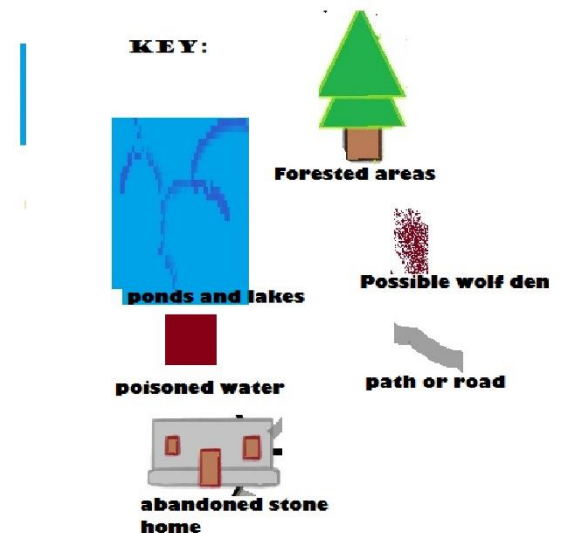 KEY:
Forested areas
ponds and lakes
Possible wolf den
poisoned water
path or road
abandoned stone
home